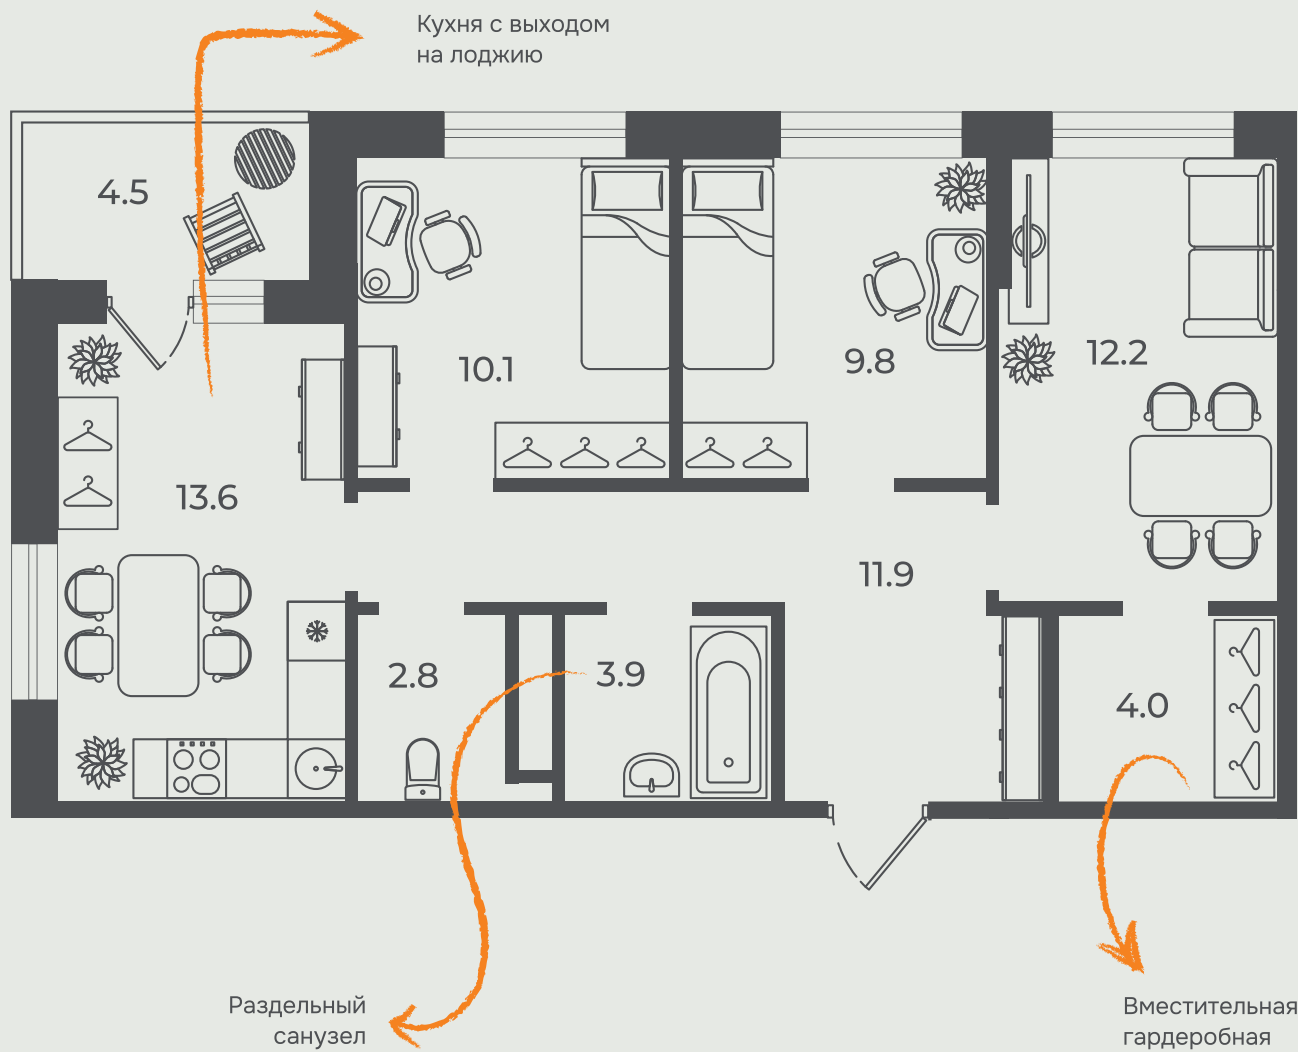 Кухня с выходом
на лоджию
4.5
10.1
9.8
12.2
13.6
11.9
2.8
3.9
4.0
Раздельный
санузел
Вместительная
гардеробная